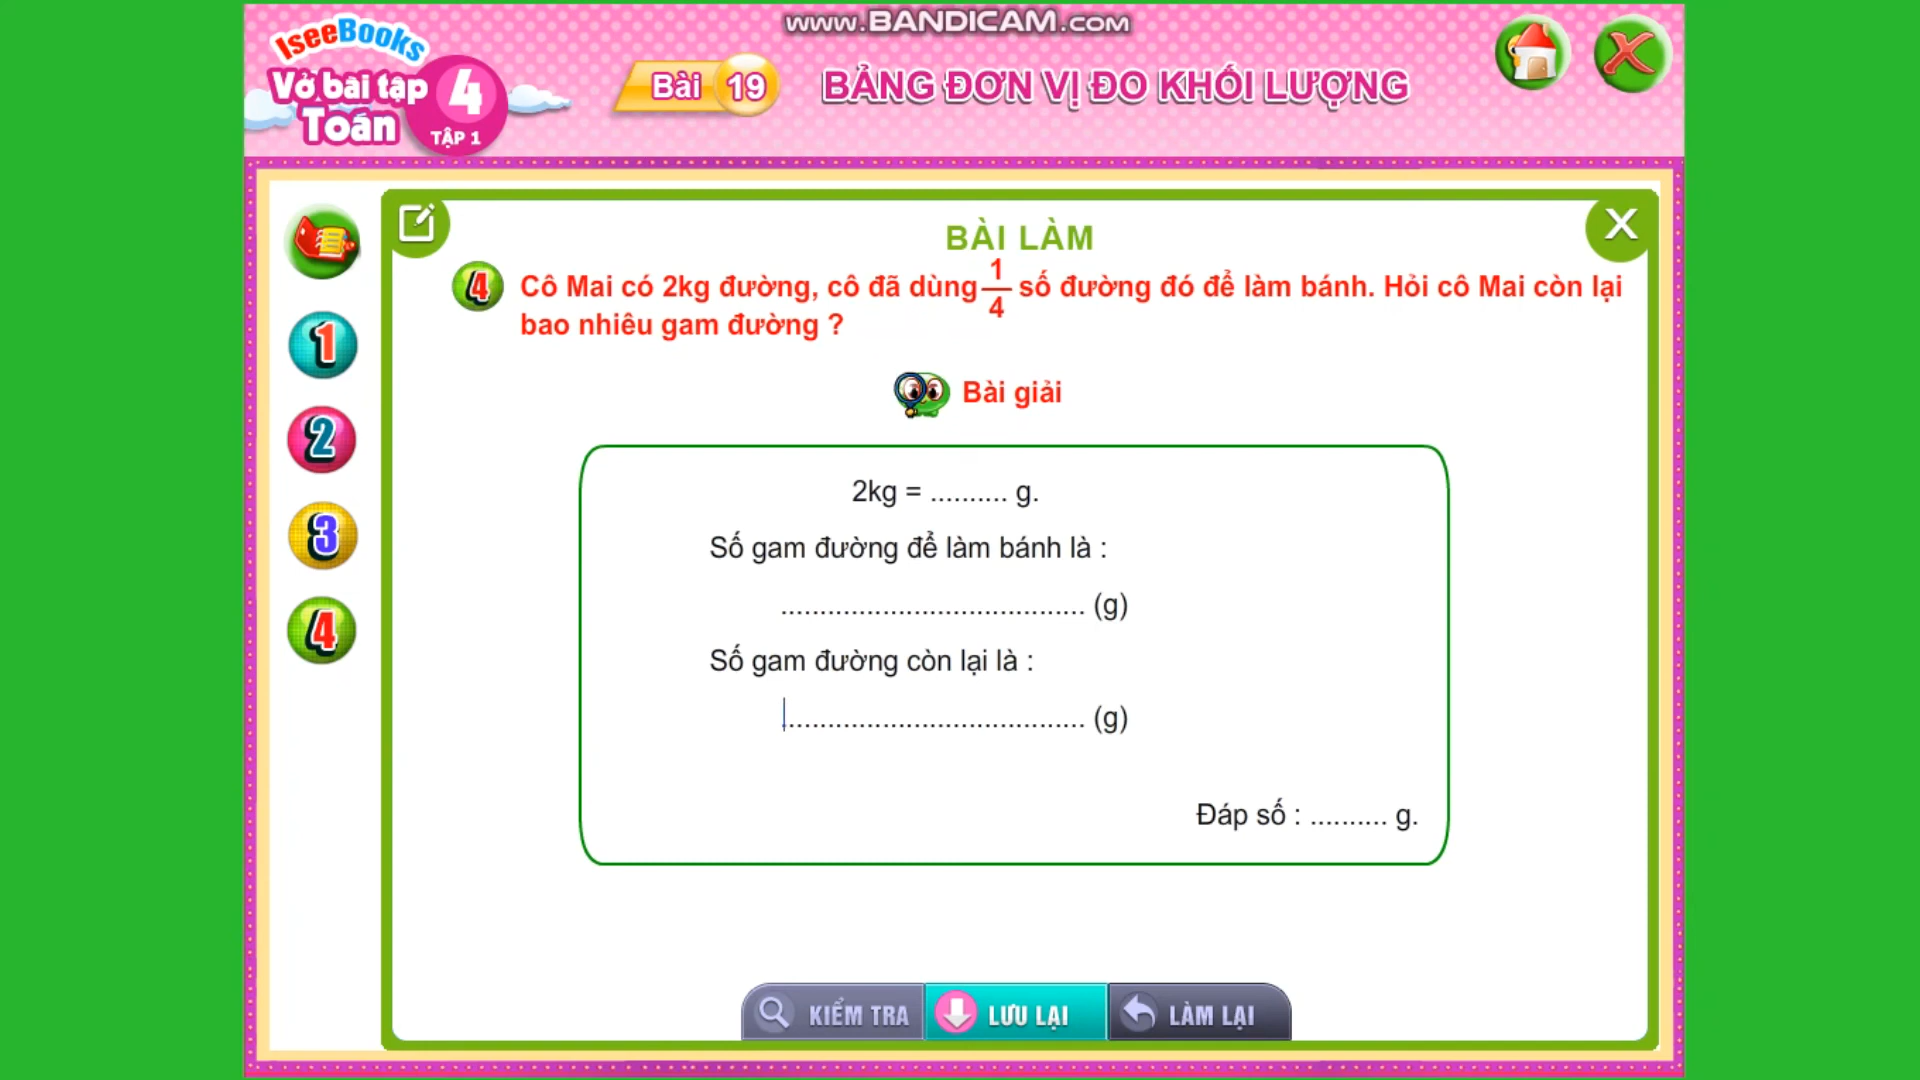 www.BANDICAM.com
IseeBooks
Vở bài tập
Toán
4
TẬP 1
Bài 19
BẢNG ĐƠN VỊ ĐO KHỐI LƯỢNG
BÀI LÀM
4 Cô Mai có 2kg đường, cô đã dùng 1/4 số đường đó để làm bánh. Hỏi cô Mai còn lại
bao nhiêu gam đường ?
Bài giải
1
2
3
4
2kg = .......... g.
Số gam đường để làm bánh là :
....................................... (g)
Số gam đường còn lại là :
....................................... (g)
Đáp số : .......... g.
KIỂM TRA
LƯU LẠI
LÀM LẠI